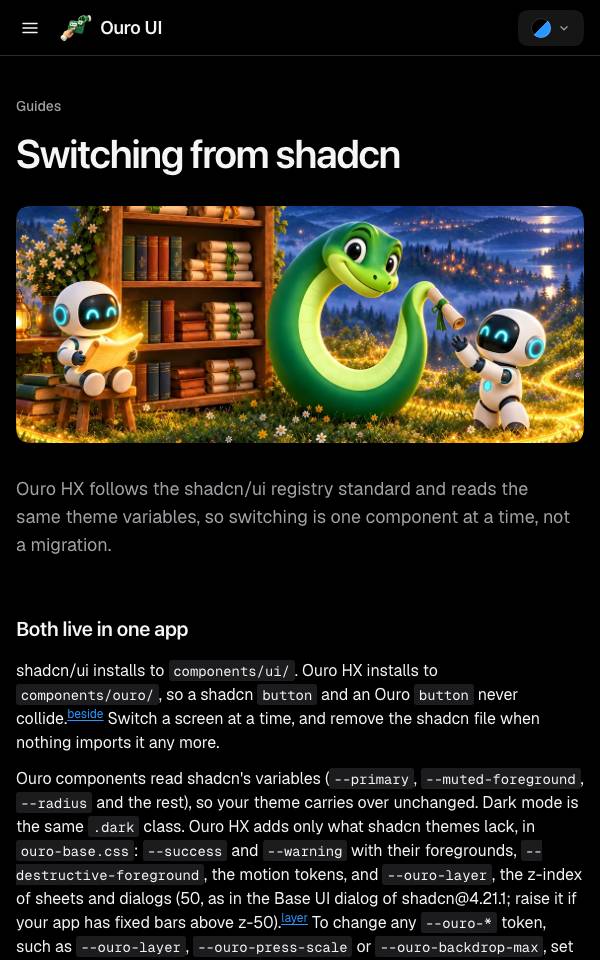 Ouro UI
Guides
Switching from shadcn
Ouro HX follows the shadcn/ui registry standard and reads the
same theme variables, so switching is one component at a time, not
a migration.
Both live in one app
shadcn/ui installs to components/ui/. Ouro HX installs to
components/ouro/, so a shadcn button and an Ouro button never
collide.beside Switch a screen at a time, and remove the shadcn file when
nothing imports it any more.
Ouro components read shadcn's variables (--primary, --muted-foreground,
--radius and the rest), so your theme carries over unchanged. Dark mode is
the same .dark class. Ouro HX adds only what shadcn themes lack, in
ouro-base.css: --success and --warning with their foregrounds, --
destructive-foreground, the motion tokens, and --ouro-layer, the z-index
of sheets and dialogs (50, as in the Base UI dialog of shadcn@4.21.1; raise it if
your app has fixed bars above z-50).layer To change any --ouro-* token,
such as --ouro-layer, --ouro-press-scale or --ouro-backdrop-max, set